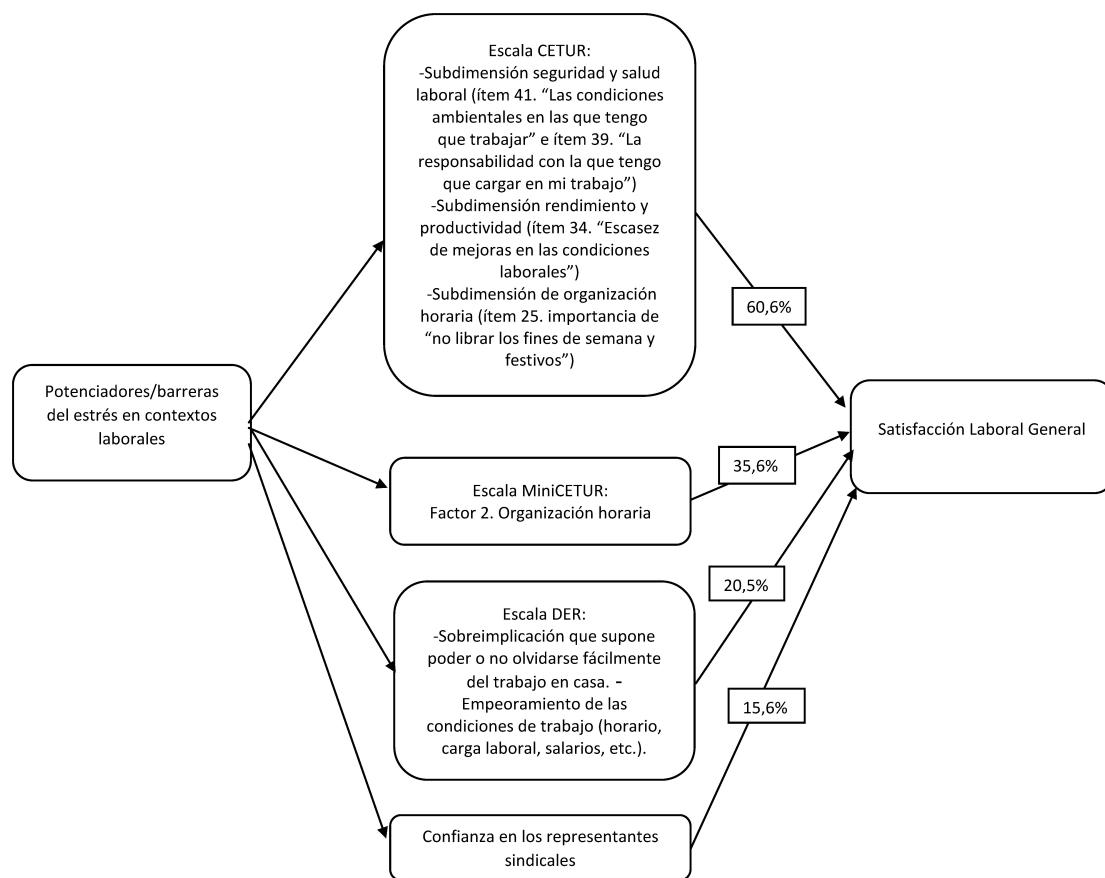 Escala CETUR:
-Subdimensión seguridad y salud
laboral (ítem 41. “Las condiciones
ambientales en las que tengo
que trabajar” e ítem 39. “La
responsabilidad con la que tengo
que cargar en mi trabajo”)
-Subdimensión rendimiento y
productividad (ítem 34. “Escasez
de mejoras en las condiciones
laborales”)
-Subdimensión de organización
horaria (ítem 25. importancia de
“no librar los fines de semana y
festivos”)
60,6%
Potenciadores/barreras
del estrés en contextos
laborales
Satisfacción Laboral General
Escala MiniCETUR:
Factor 2. Organización horaria
35,6%
Escala DER:
-Sobreimplicación que supone
poder o no olvidarse fácilmente
del trabajo en casa. -
Empeoramiento de las
condiciones de trabajo (horario,
carga laboral, salarios, etc.).
20,5%
15,6%
Confianza en los representantes
sindicales